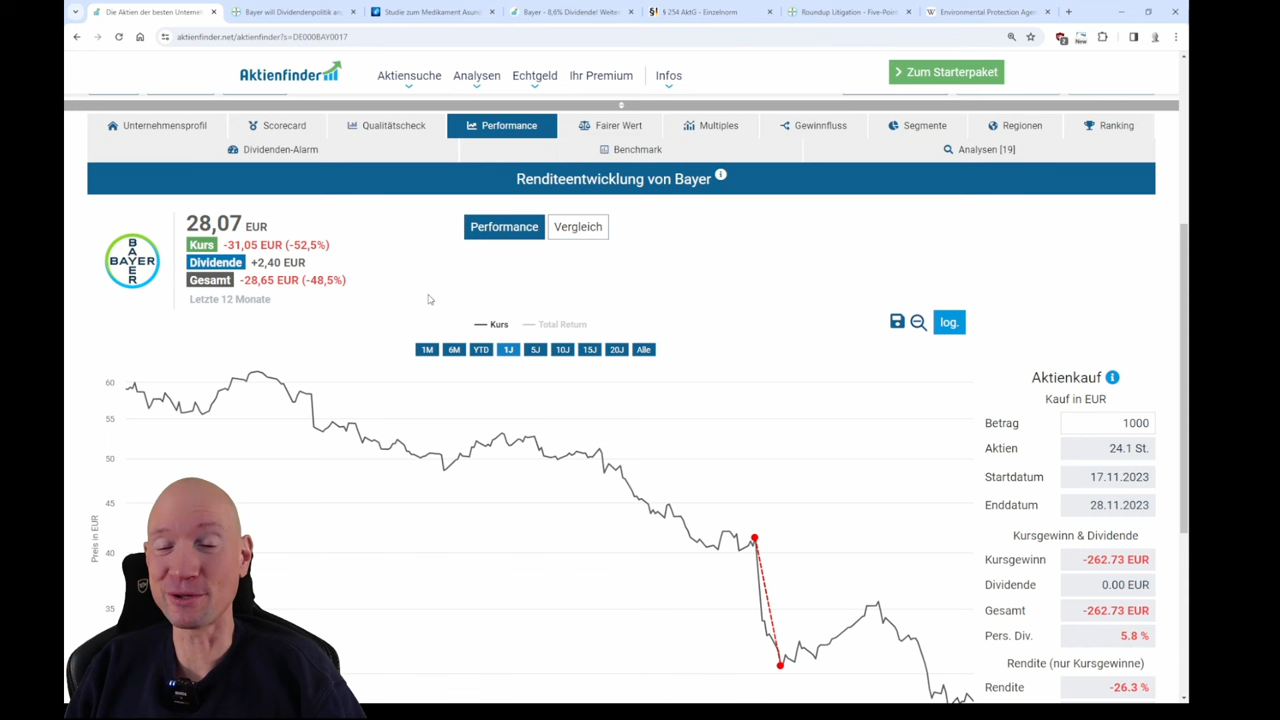 Die Aktien der besten Unterneh
Bayer will Dividendenpolitik an
Studie zum Medikament Asund
Bayer - 8,6% Dividende! Weiter
§ 254 AktG - Einzelnorm
Roundup Litigation - Five-Point
Environmental Protection Agen
aktienfinder.net/aktienfinder?s=DE000BAY0017
New
Aktienfinder
Aktiensuche
Analysen
Echtgeld
Ihr Premium
Infos
Zum Starterpaket
Unternehmensprofil
Scorecard
Qualitätscheck
Performance
Fairer Wert
Multiples
Gewinnfluss
Segmente
Regionen
Ranking
Dividenden-Alarm
Benchmark
Analysen [19]
Renditeentwicklung von Bayer
BAYER
BAYER
28,07 EUR
Kurs -31,05 EUR (-52,5%)
Dividende +2,40 EUR
Gesamt -28,65 EUR (-48,5%)
Letzte 12 Monate
Performance
Vergleich
Kurs
Total Return
log.
1M
6M
YTD
1J
5J
10J
15J
20J
Alle
60
55
50
45
40
35
Preis in EUR
Aktienkauf
Kauf in EUR
Betrag 1000
Aktien 24.1 St.
Startdatum 17.11.2023
Enddatum 28.11.2023
Kursgewinn & Dividende
Kursgewinn -262.73 EUR
Dividende 0.00 EUR
Gesamt -262.73 EUR
Pers. Div. 5.8 %
Rendite (nur Kursgewinne)
Rendite -26.3 %